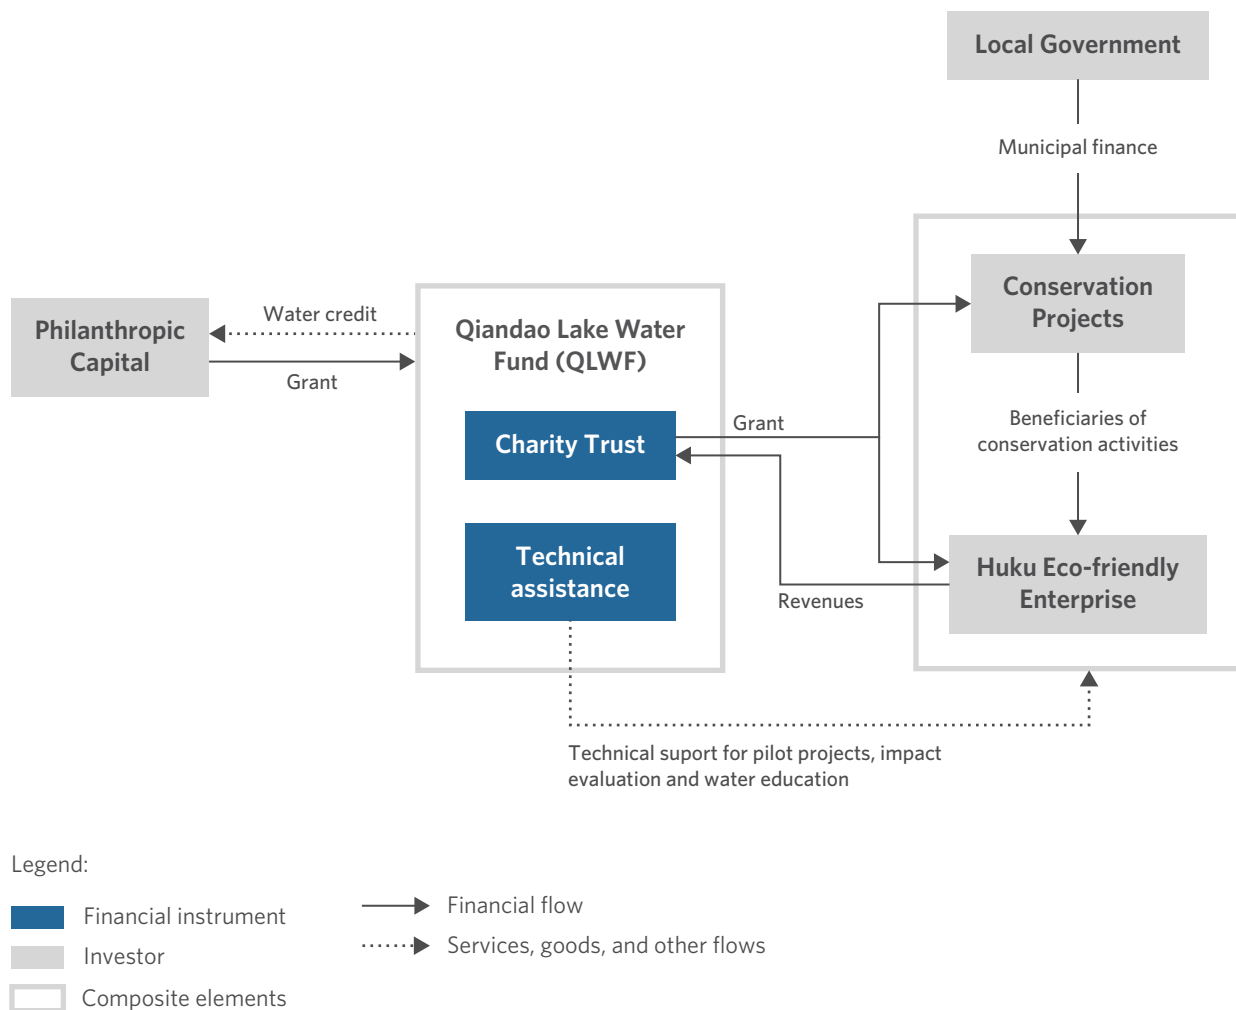 Local Government
Municipal finance
Conservation
Projects
Water credit
Philanthropic
Capital
Grant
Qiandao Lake Water
Fund (QLWF)
Charity Trust
Grant
Beneficiaries of
conservation activities
Technical
assistance
Huku Eco-friendly
Enterprise
Revenues
Technical suport for pilot projects, impact
evaluation and water education
Legend:
Financial instrument
Investor
Composite elements
Financial flow
Services, goods, and other flows